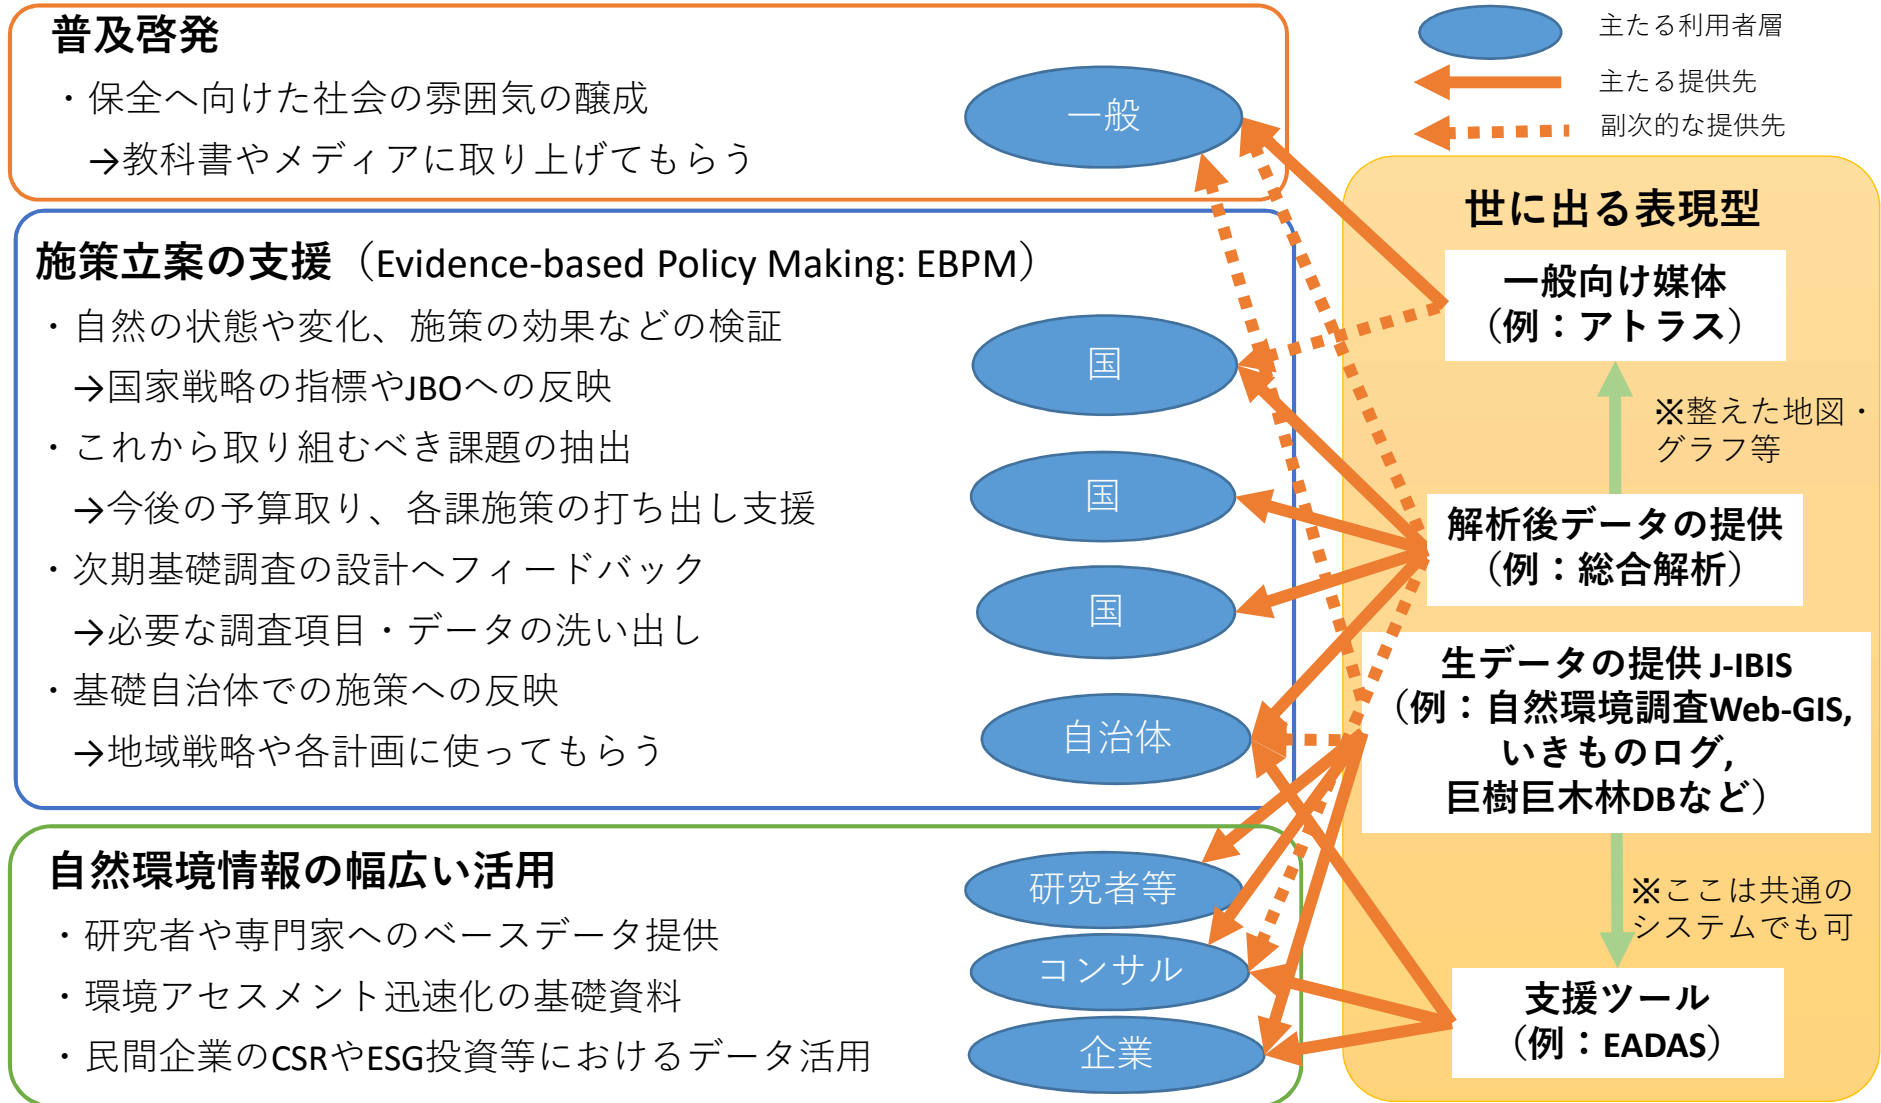 普及啓発
・保全へ向けた社会の雰囲気の醸成
→教科書やメディアに取り上げてもらう
一般
施策立案の支援（Evidence-based Policy Making: EBPM）
・自然の状態や変化、施策の効果などの検証
→国家戦略の指標やJBOへの反映
国
・これから取り組むべき課題の抽出
→今後の予算取り、各課施策の打ち出し支援
国
・次期基礎調査の設計へフィードバック
→必要な調査項目・データの洗い出し
国
・基礎自治体での施策への反映
→地域戦略や各計画に使ってもらう
自治体
自然環境情報の幅広い活用
・研究者や専門家へのベースデータ提供
・環境アセスメント迅速化の基礎資料
・民間企業のCSRやESG投資等におけるデータ活用
研究者等
コンサル
企業
主たる利用者層
主たる提供先
副次的な提供先
世に出る表現型
一般向け媒体
（例：アトラス）
※整えた地図・
グラフ等
解析後データの提供
（例：総合解析）
生データの提供 J-IBIS
（例：自然環境調査Web-GIS,
いきものログ,
巨樹巨木林DBなど）
※ここは共通の
システムでも可
支援ツール
（例：EADAS）